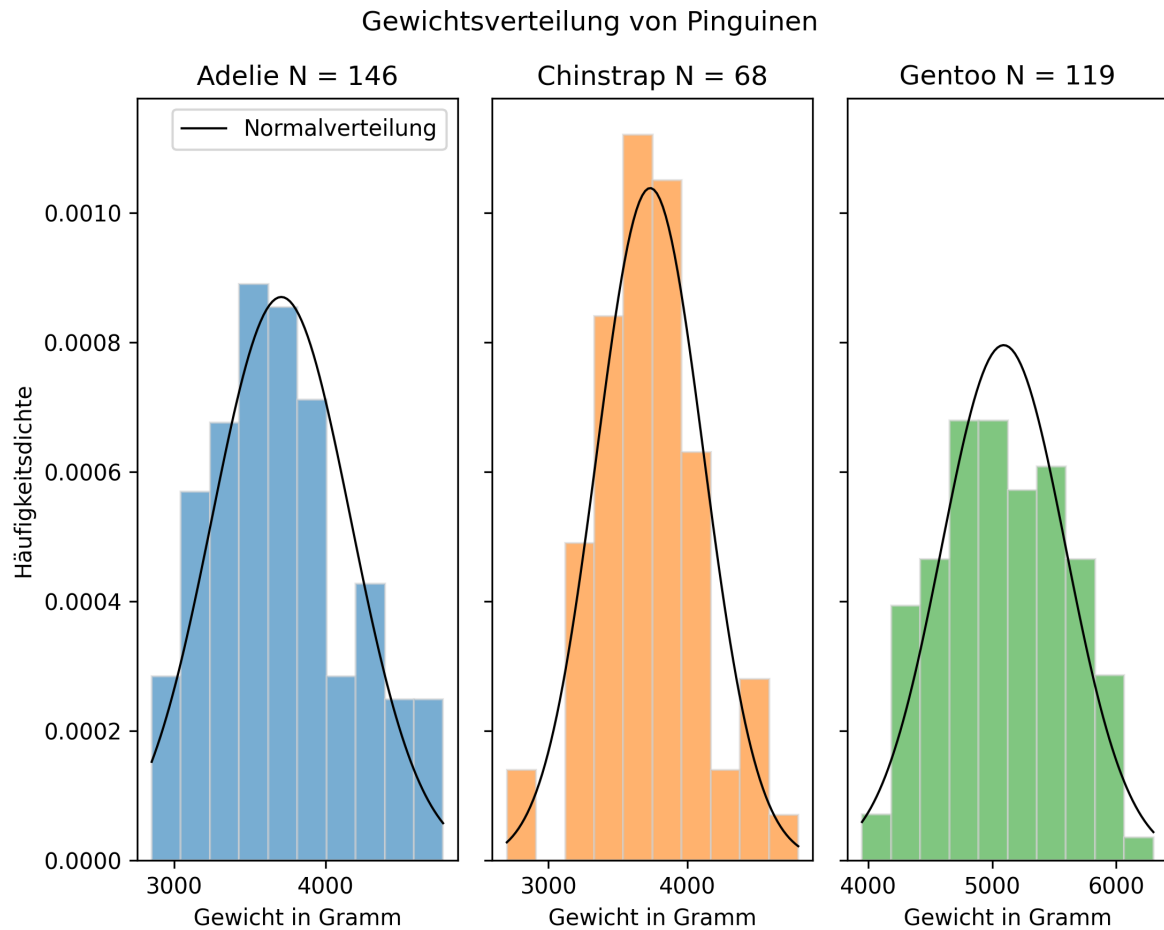 Gewichtsverteilung von Pinguinen
Adelie N = 146
Chinstrap N = 68
Gentoo N = 119
Normalverteilung
Häufigkeitsdichte
0.0010
0.0008
0.0006
0.0004
0.0002
0.0000
3000 4000
3000 4000
4000 5000 6000
Gewicht in Gramm
Gewicht in Gramm
Gewicht in Gramm